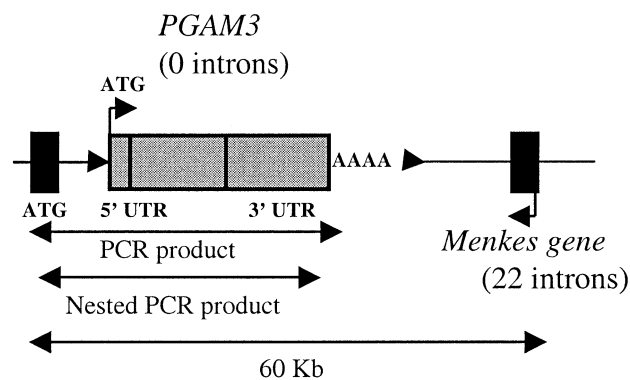 PGAM3
(0 introns)
ATG
AAAA
ATG
5’ UTR
3’ UTR
PCR product
Menkes gene
(22 introns)
Nested PCR product
60 Kb